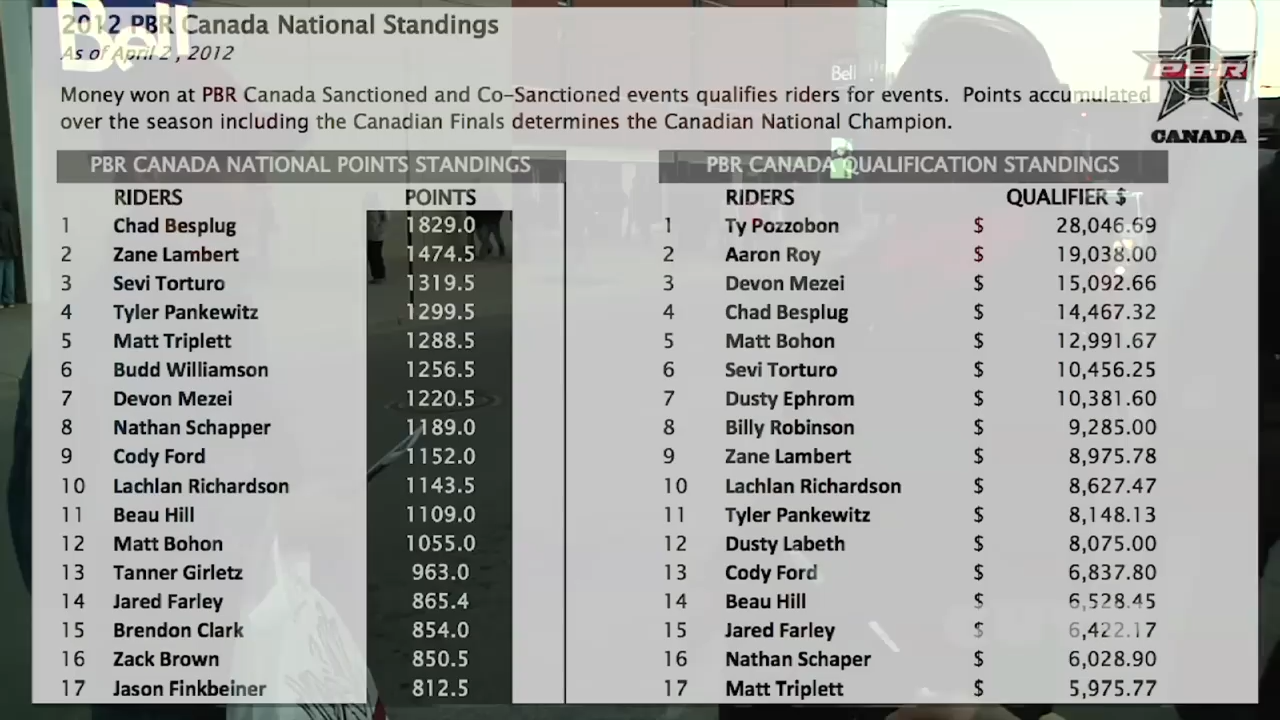 2012 PBR Canada National Standings
As of April 2 , 2012
Bell
Bell
PBR
CANADA
Money won at PBR Canada Sanctioned and Co-Sanctioned events qualifies riders for events. Points accumulated
over the season including the Canadian Finals determines the Canadian National Champion.
PBR CANADA NATIONAL POINTS STANDINGS
RIDERS POINTS
1 Chad Besplug 1829.0
2 Zane Lambert 1474.5
3 Sevi Torturo 1319.5
4 Tyler Pankewitz 1299.5
5 Matt Triplett 1288.5
6 Budd Williamson 1256.5
7 Devon Mezei 1220.5
8 Nathan Schapper 1189.0
9 Cody Ford 1152.0
10 Lachlan Richardson 1143.5
11 Beau Hill 1109.0
12 Matt Bohon 1055.0
13 Tanner Girletz 963.0
14 Jared Farley 865.4
15 Brendon Clark 854.0
16 Zack Brown 850.5
17 Jason Finkbeiner 812.5
PBR CANADA QUALIFICATION STANDINGS
RIDERS QUALIFIER $
1 Ty Pozzobon $ 28,046.69
2 Aaron Roy $ 19,038.00
3 Devon Mezei $ 15,092.66
4 Chad Besplug $ 14,467.32
5 Matt Bohon $ 12,991.67
6 Sevi Torturo $ 10,456.25
7 Dusty Ephrom $ 10,381.60
8 Billy Robinson $ 9,285.00
9 Zane Lambert $ 8,975.78
10 Lachlan Richardson $ 8,627.47
11 Tyler Pankewitz $ 8,148.13
12 Dusty Labeth $ 8,075.00
13 Cody Ford $ 6,837.80
14 Beau Hill $ 6,528.45
15 Jared Farley $ 6,422.17
16 Nathan Schaper $ 6,028.90
17 Matt Triplett $ 5,975.77